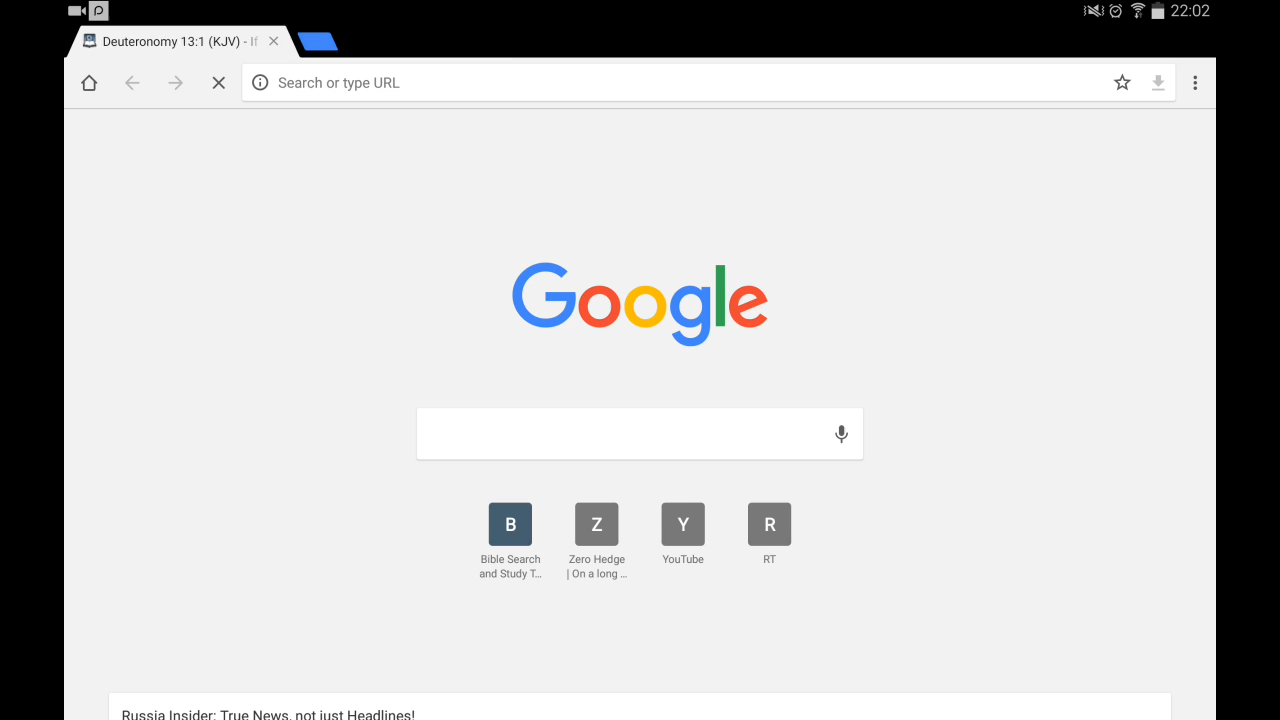 22:02
Deuteronomy 13:1 (KJV) - If
Search or type URL
Google
B Z Y R
Bible Search Zero Hedge YouTube RT
and Study T... | On a long ...
Russia Insider: True News, not just Headlines!